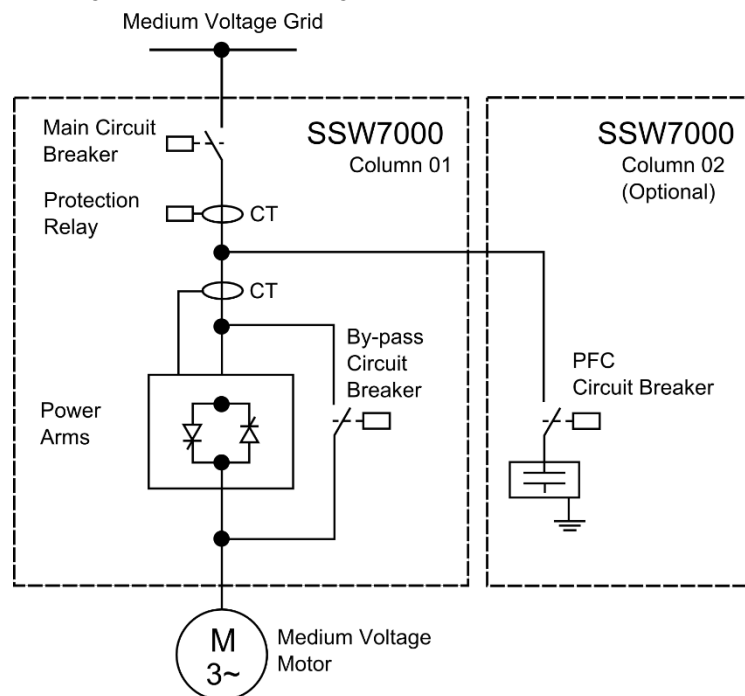 Medium Voltage Grid
Main Circuit
Breaker
SSW7000
Column 01
Protection
Relay
CT
CT
By-pass
Circuit
Breaker
Power
Arms
M
3~
Medium Voltage
Motor
SSW7000
Column 02
(Optional)
PFC
Circuit Breaker